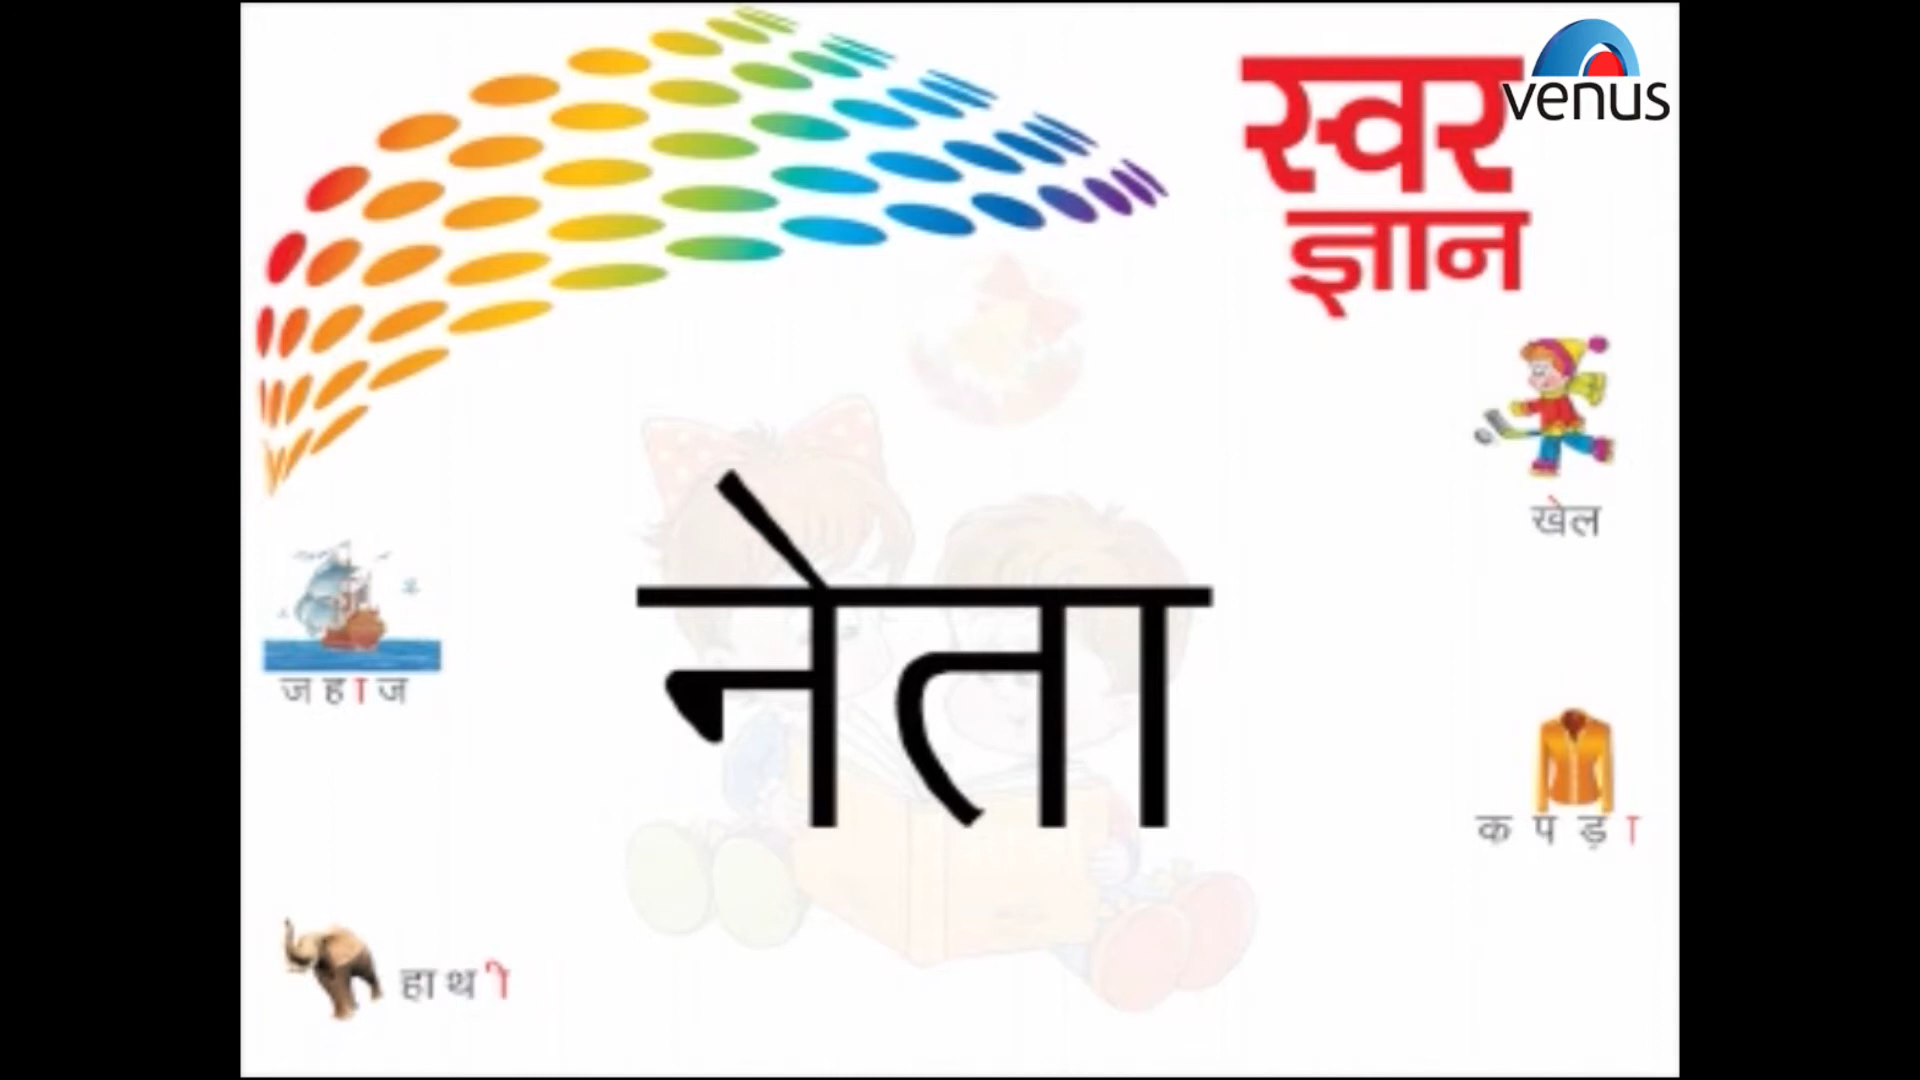 स्वर
venus
ज्ञान
खेल
नेता
जहाज
कपड़ा
हाथी